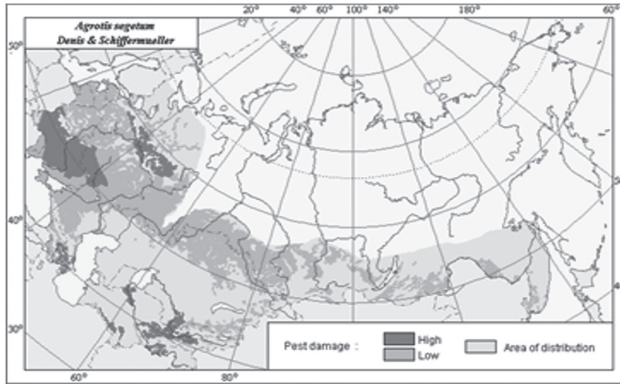 Agrotis segetum
Denis & Schiffermueller
20° 40° 60° 80° 100° 140° 180° 60°
50°
40°
30°
60° 80°
Pest damage :
High
Low
Area of distribution